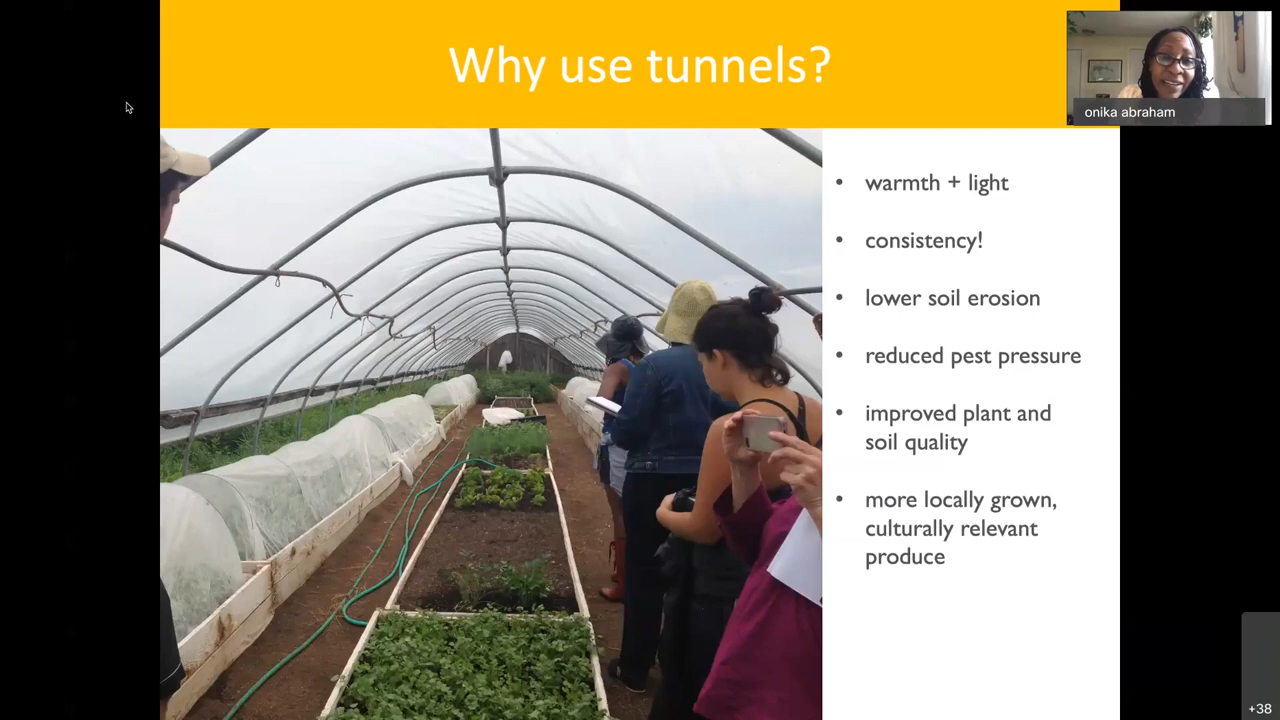 Why use tunnels?
onika abraham
• warmth + light
• consistency!
• lower soil erosion
• reduced pest pressure
• improved plant and
soil quality
• more locally grown,
culturally relevant
produce
+38